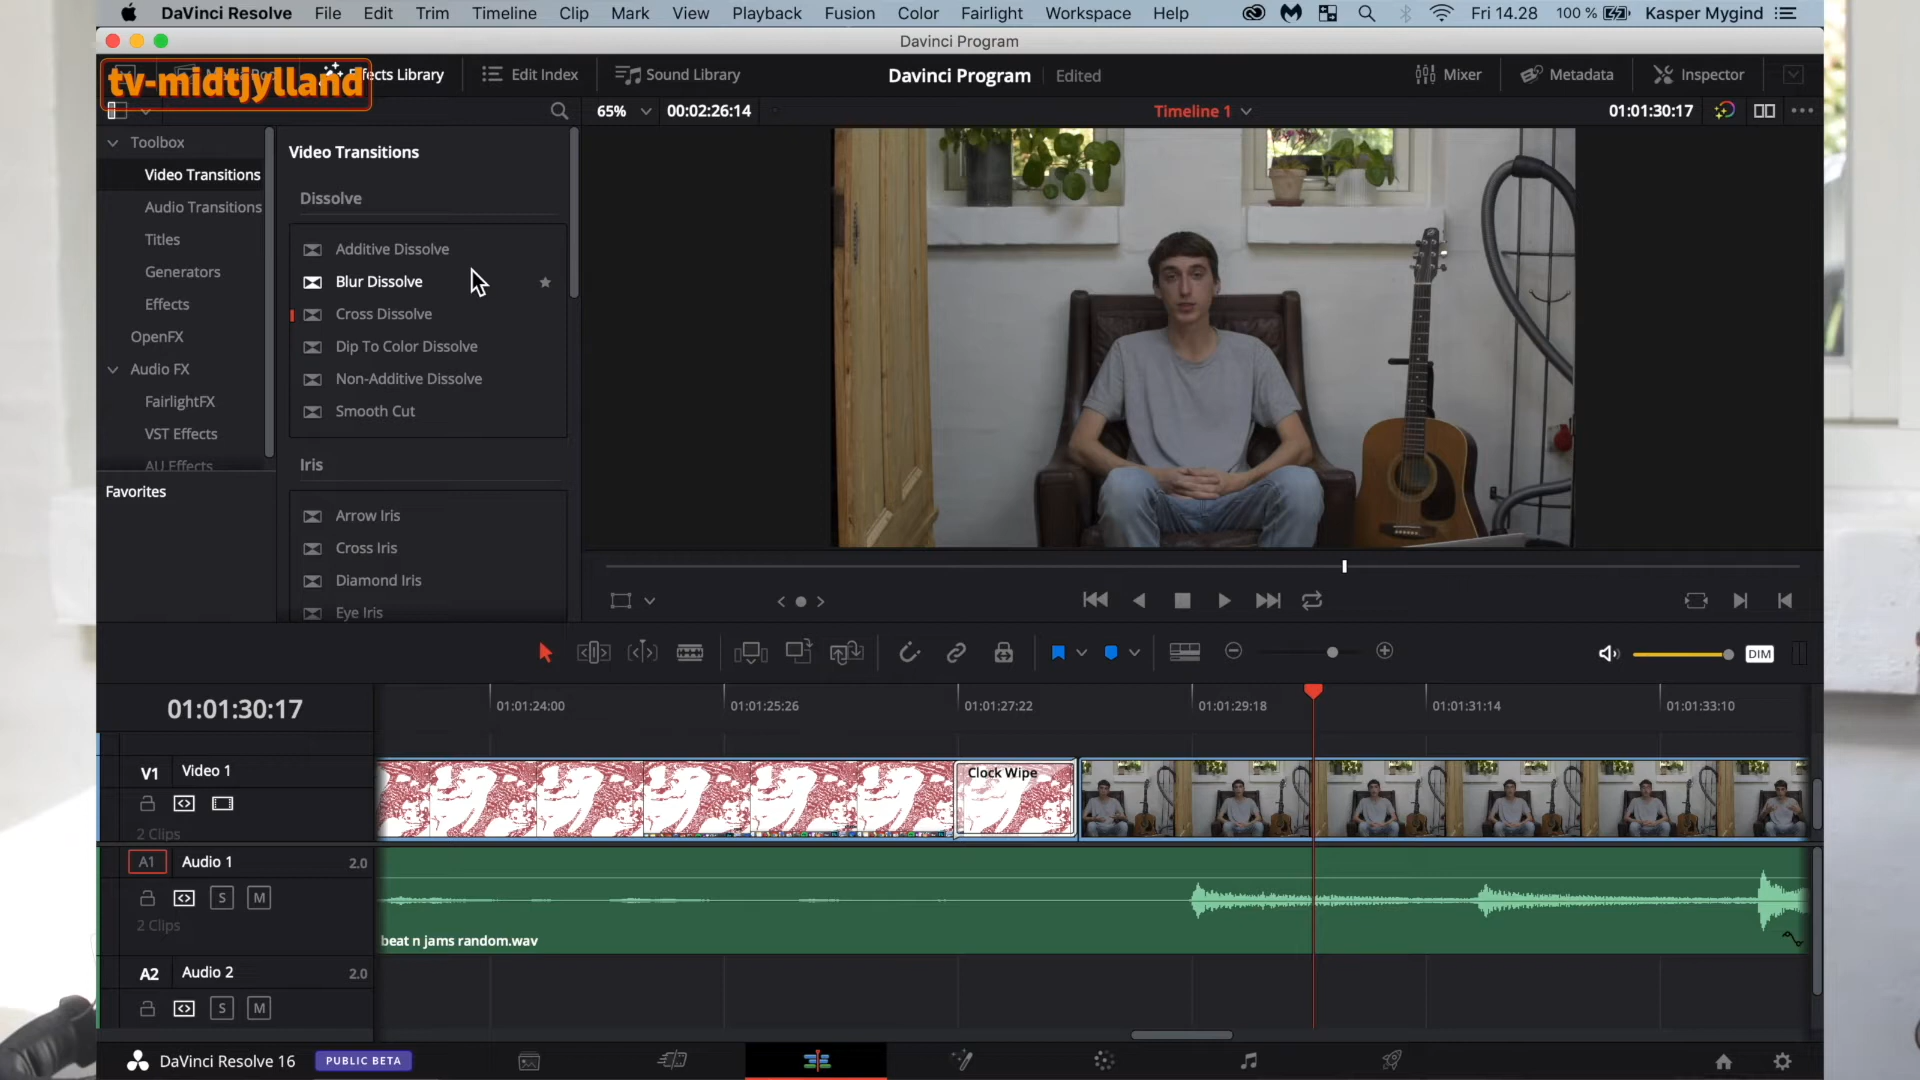 DaVinci Resolve File Edit Trim Timeline Clip Mark View Playback Fusion Color Fairlight Workspace Help Fri 14.28 100 % Kasper Mygind
Davinci Program
tv-midtjylland
Effects Library Edit Index Sound Library Davinci Program Edited Mixer Metadata Inspector
65% 00:02:26:14 Timeline 1 01:01:30:17
Toolbox
Video Transitions
Audio Transitions
Titles
Generators
Effects
OpenFX
Audio FX
FairlightFX
VST Effects
AU Effects
Favorites
Video Transitions
Dissolve
Additive Dissolve
Blur Dissolve
Cross Dissolve
Dip To Color Dissolve
Non-Additive Dissolve
Smooth Cut
Iris
Arrow Iris
Cross Iris
Diamond Iris
Eye Iris
DIM
01:01:30:17
01:01:24:00 01:01:25:26 01:01:27:22 01:01:29:18 01:01:31:14 01:01:33:10
V1 Video 1
2 Clips
Clock Wipe
A1 Audio 1 2.0
S M
2 Clips
beat n jams random.wav
A2 Audio 2 2.0
S M
DaVinci Resolve 16 PUBLIC BETA